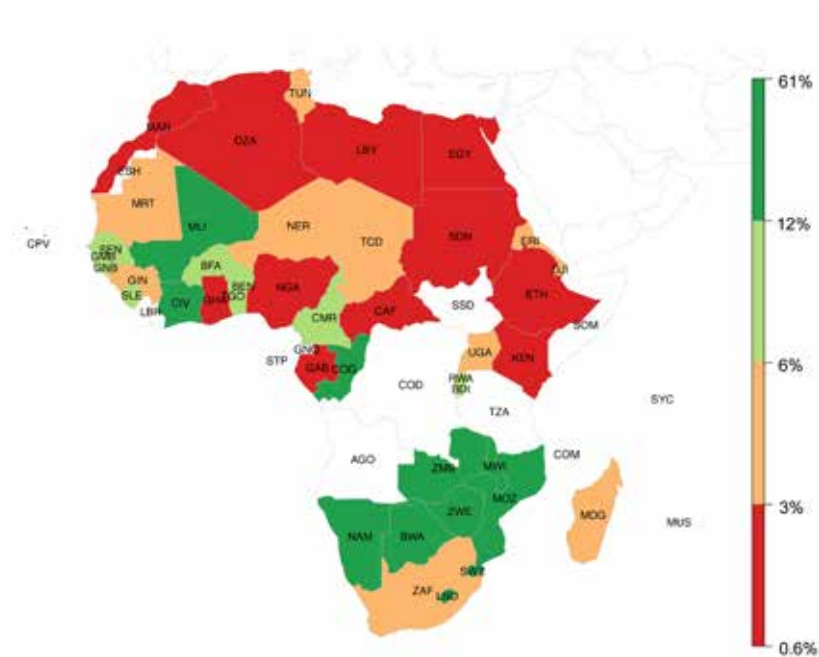 61%
TUN
MAR
DZA
LBY
EGY
ESH
MRT
MLI
NER
TCD
SDN
ERI
CPV
SEN
GMB
GNB
BFA
DJI
GIN
BEN
NGA
SLE
CIV
GHA
TGO
ETH
CAF
SSD
LBR
CMR
SOM
GNQ
STP
GAB
COG
UGA
KEN
RWA
BDI
COD
SYC
TZA
AGO
COM
ZMB
MWI
MOZ
ZWE
MDG
MUS
NAM
BWA
SWZ
ZAF
LSO
12%
6%
3%
0.6%